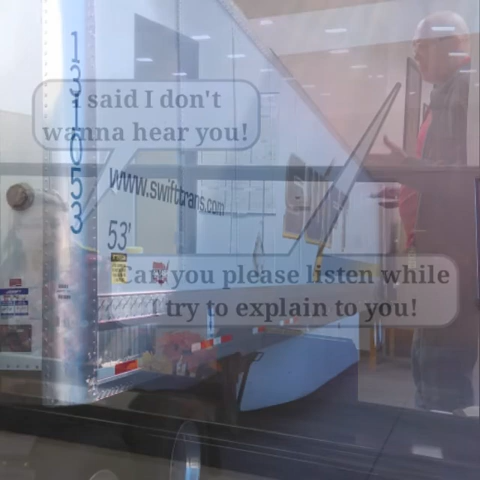 I said I don't
wanna hear you!
1310533
www.swifttrans.com
53'
Can you please listen while
I try to explain to you!